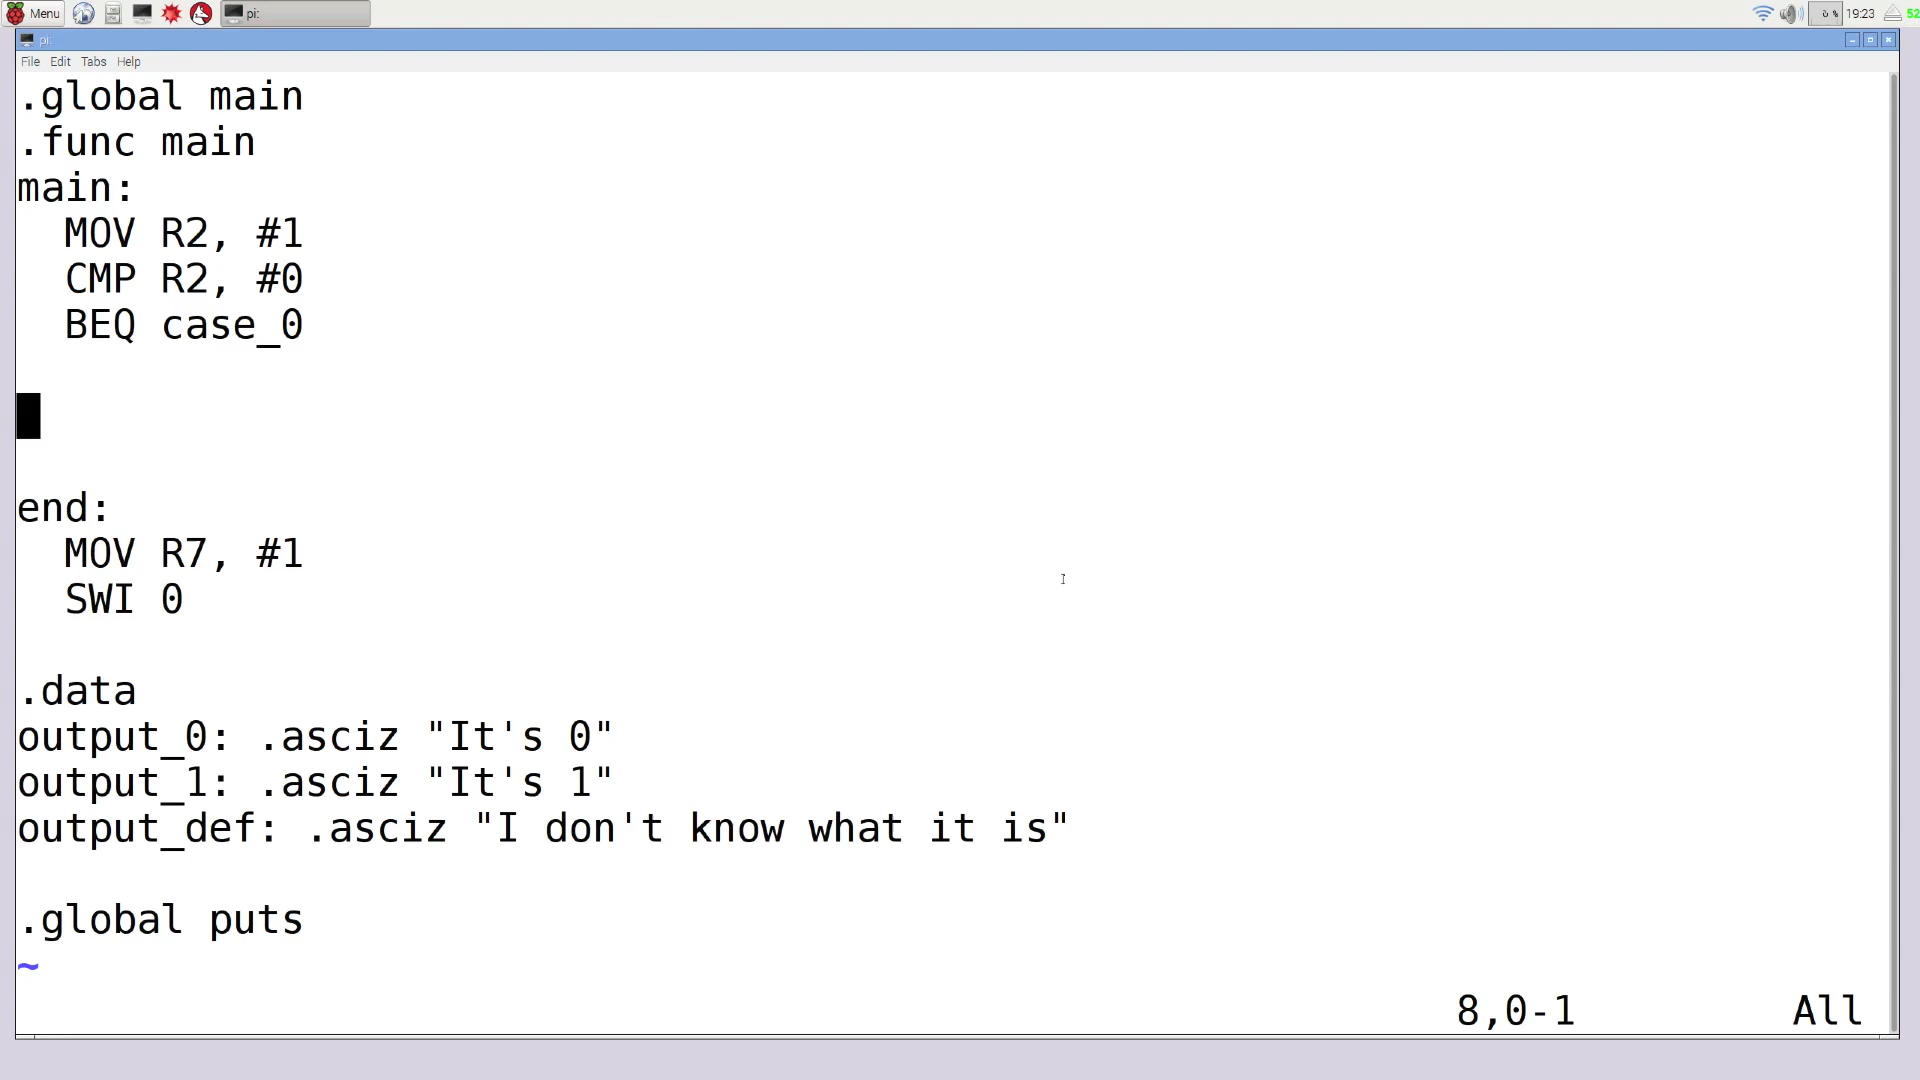 Menu
pi:
19:23
52
pi:
File Edit Tabs Help
.global main
.func main
main:
  MOV R2, #1
  CMP R2, #0
  BEQ case_0
end:
  MOV R7, #1
  SWI 0
.data
output_0: .asciz "It's 0"
output_1: .asciz "It's 1"
output_def: .asciz "I don't know what it is"
.global puts
~
8,0-1 All